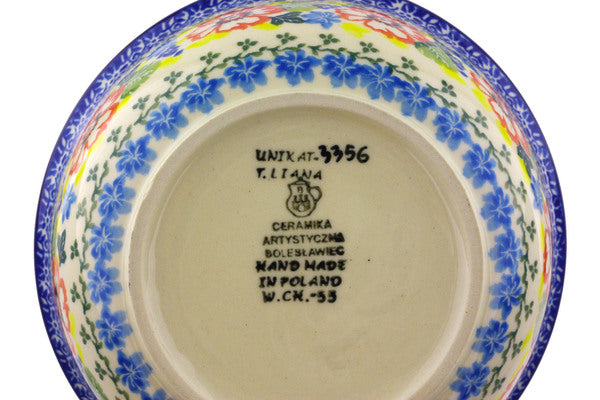 UNIKAT-3356
T. LIANA
CERAMIKA
ARTYSTYCZNA
BOLESŁAWIEC
HAND MADE
IN POLAND
W.CH.-53